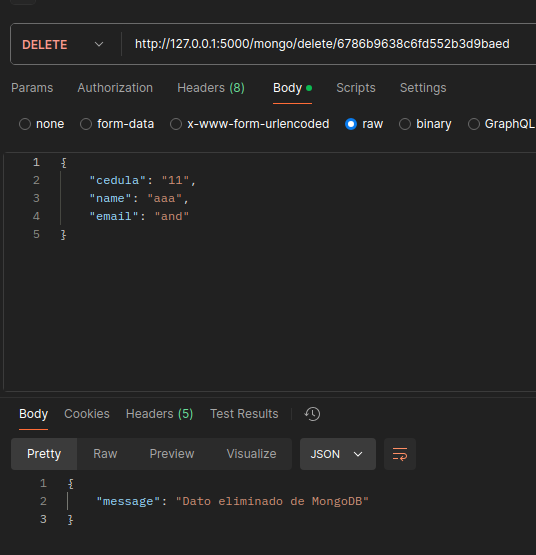 DELETE http://127.0.0.1:5000/mongo/delete/6786b9638c6fd552b3d9baed
Params Authorization Headers (8) Body Scripts Settings
none form-data x-www-form-urlencoded raw binary GraphQL
1 {
2 "cedula": "11",
3 "name": "aaa",
4 "email": "and"
5 }
Body Cookies Headers (5) Test Results
Pretty Raw Preview Visualize JSON
1 {
2 "message": "Dato eliminado de MongoDB"
3 }